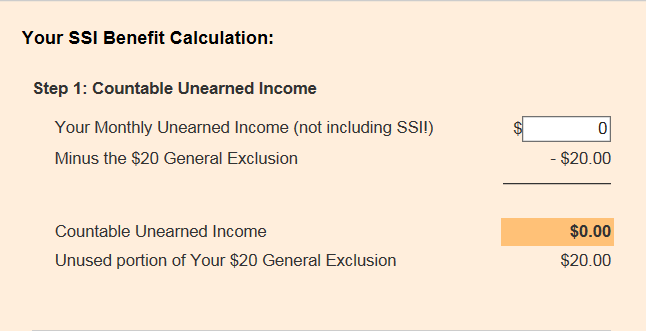 Your SSI Benefit Calculation:
Step 1: Countable Unearned Income
Your Monthly Unearned Income (not including SSI!) $ 0
Minus the $20 General Exclusion - $20.00
Countable Unearned Income $0.00
Unused portion of Your $20 General Exclusion $20.00